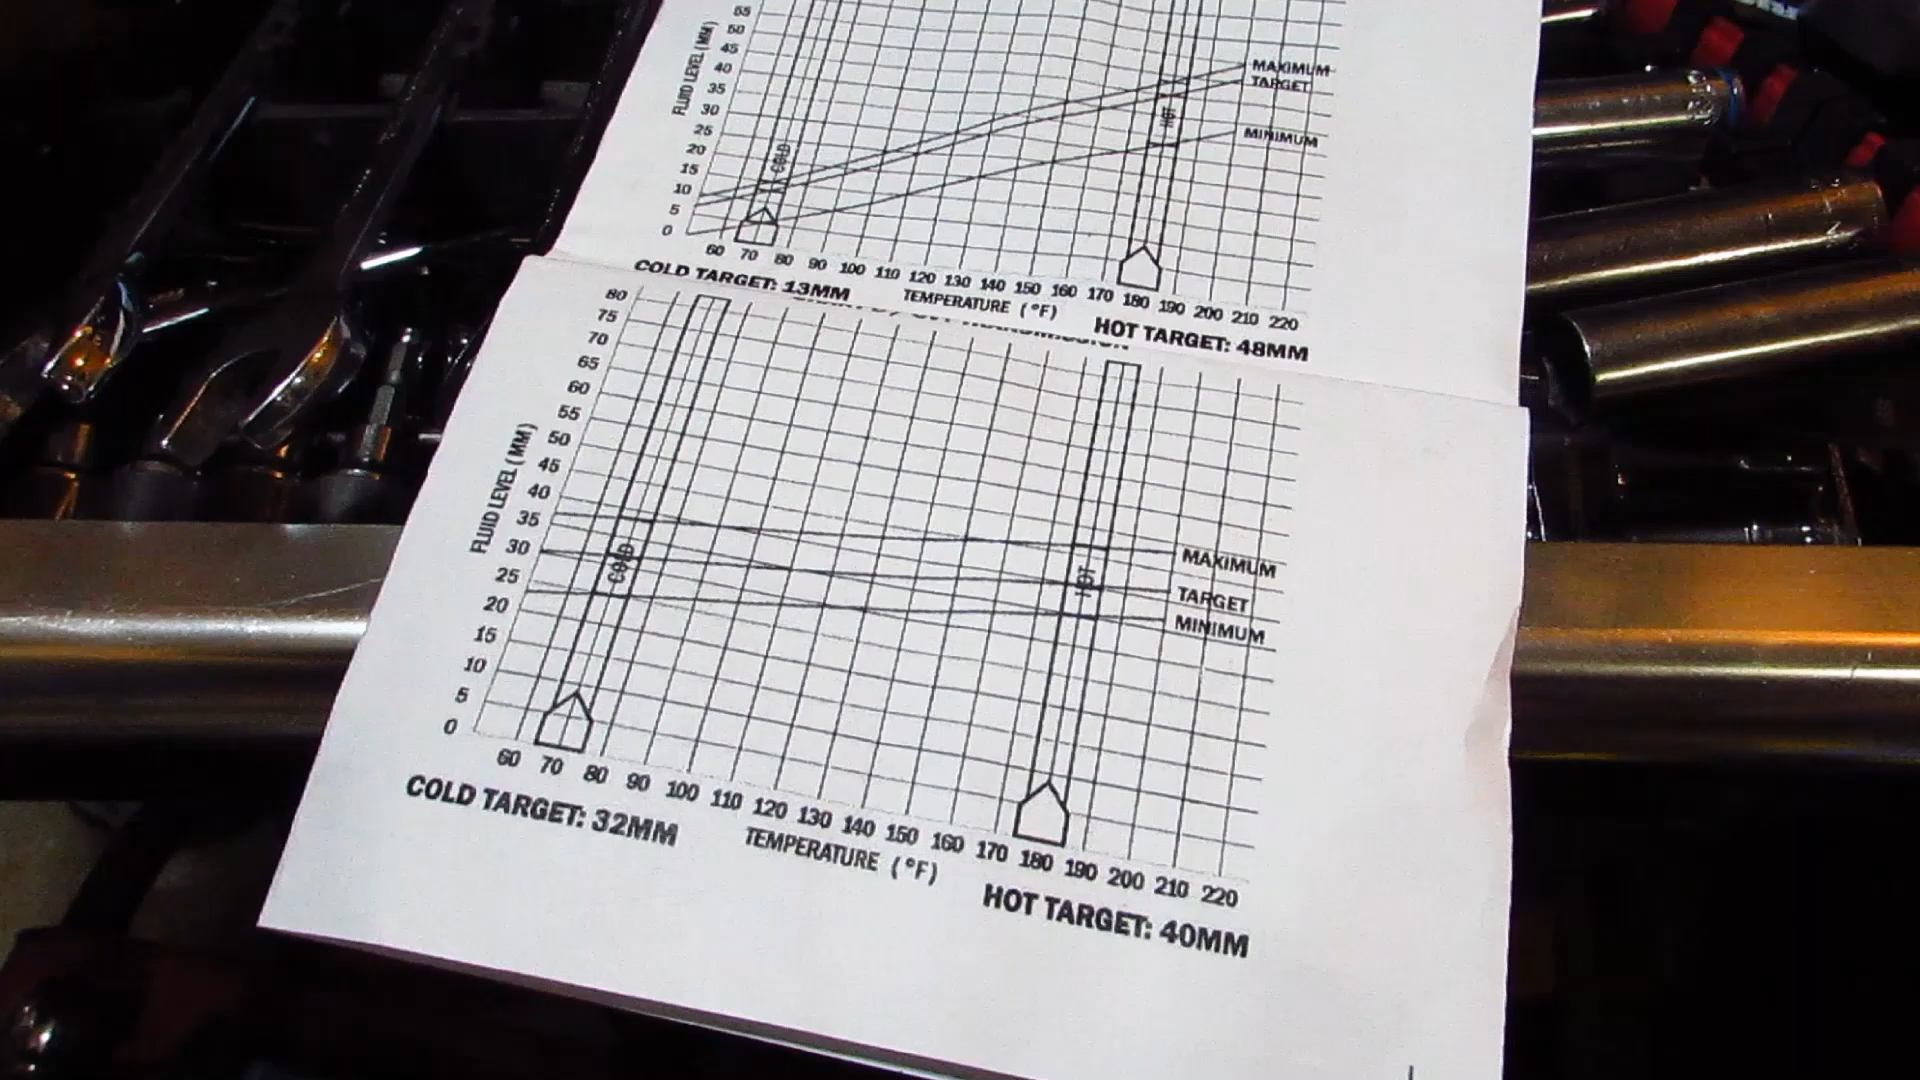 55
50
45
40
35
30
25
20
15
10
5
0
FLUID LEVEL (MM)
MAXIMUM
TARGET
MINIMUM
COLD
HOT
60 70 80 90 100 110 120 130 140 150 160 170 180 190 200 210 220
COLD TARGET: 13MM
TEMPERATURE (°F)
HOT TARGET: 48MM
80
75
70
65
60
55
50
45
40
35
30
25
20
15
10
5
0
FLUID LEVEL (MM)
COLD
HOT
MAXIMUM
TARGET
MINIMUM
60 70 80 90 100 110 120 130 140 150 160 170 180 190 200 210 220
COLD TARGET: 32MM
TEMPERATURE (°F)
HOT TARGET: 40MM